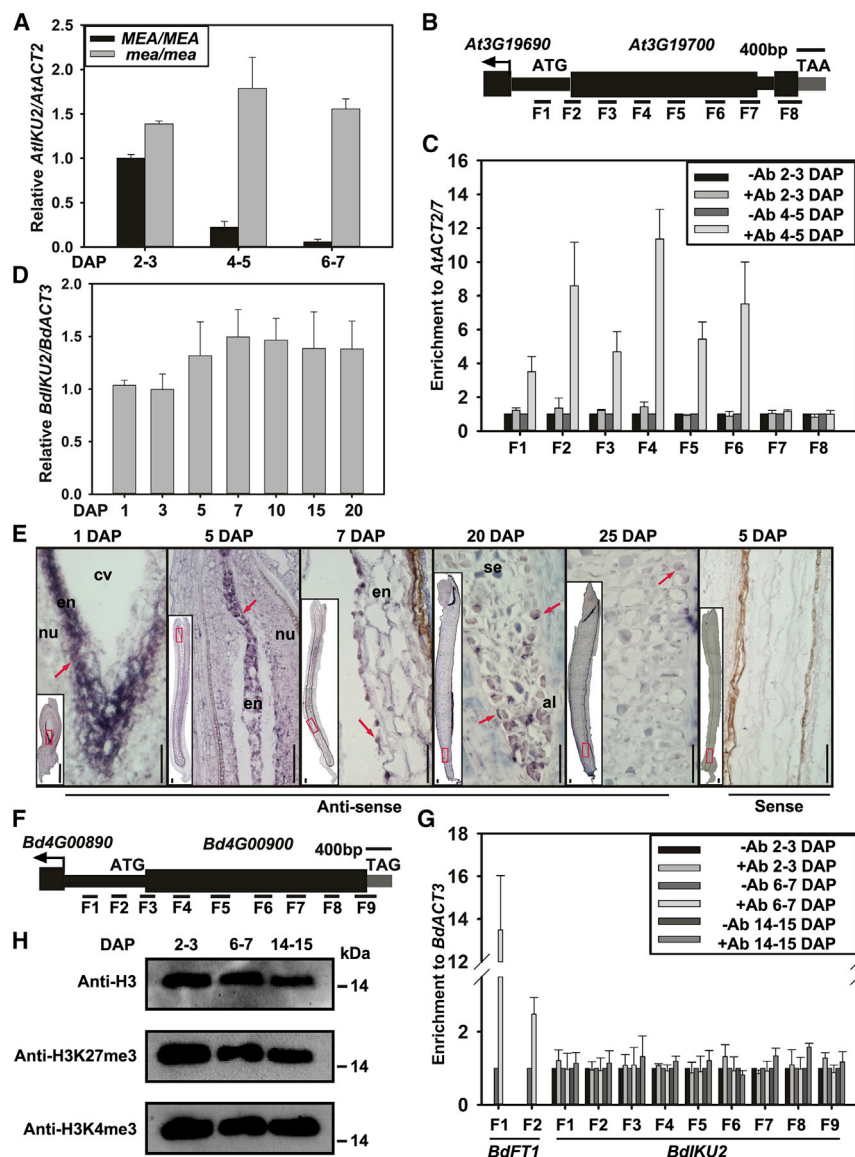 A
Relative AtIKU2/AtACT2
2.5
2.0
1.5
1.0
0.5
0.0
MEA/MEA
mea/mea
DAP 2-3 4-5 6-7
B
At3G19690 At3G19700 400bp
ATG TAA
F1 F2 F3 F4 F5 F6 F7 F8
C
Enrichment to AtACT2/7
16
14
12
10
8
6
4
2
0
-Ab 2-3 DAP
+Ab 2-3 DAP
-Ab 4-5 DAP
+Ab 4-5 DAP
F1 F2 F3 F4 F5 F6 F7 F8
D
Relative BdIKU2/BdACT3
2.0
1.5
1.0
0.5
0.0
DAP 1 3 5 7 10 15 20
E
1 DAP 5 DAP 7 DAP 20 DAP 25 DAP 5 DAP
cv
en
nu
nu
en
en
se
al
Anti-sense Sense
F
Bd4G00890 Bd4G00900 400bp
ATG TAG
F1 F2 F3 F4 F5 F6 F7 F8 F9
G
Enrichment to BdACT3
18
16
14
12
2
0
-Ab 2-3 DAP
+Ab 2-3 DAP
-Ab 6-7 DAP
+Ab 6-7 DAP
-Ab 14-15 DAP
+Ab 14-15 DAP
F1 F2 F1 F2 F3 F4 F5 F6 F7 F8 F9
BdFT1 BdIKU2
H
DAP 2-3 6-7 14-15 kDa
Anti-H3 14
Anti-H3K27me3 14
Anti-H3K4me3 14